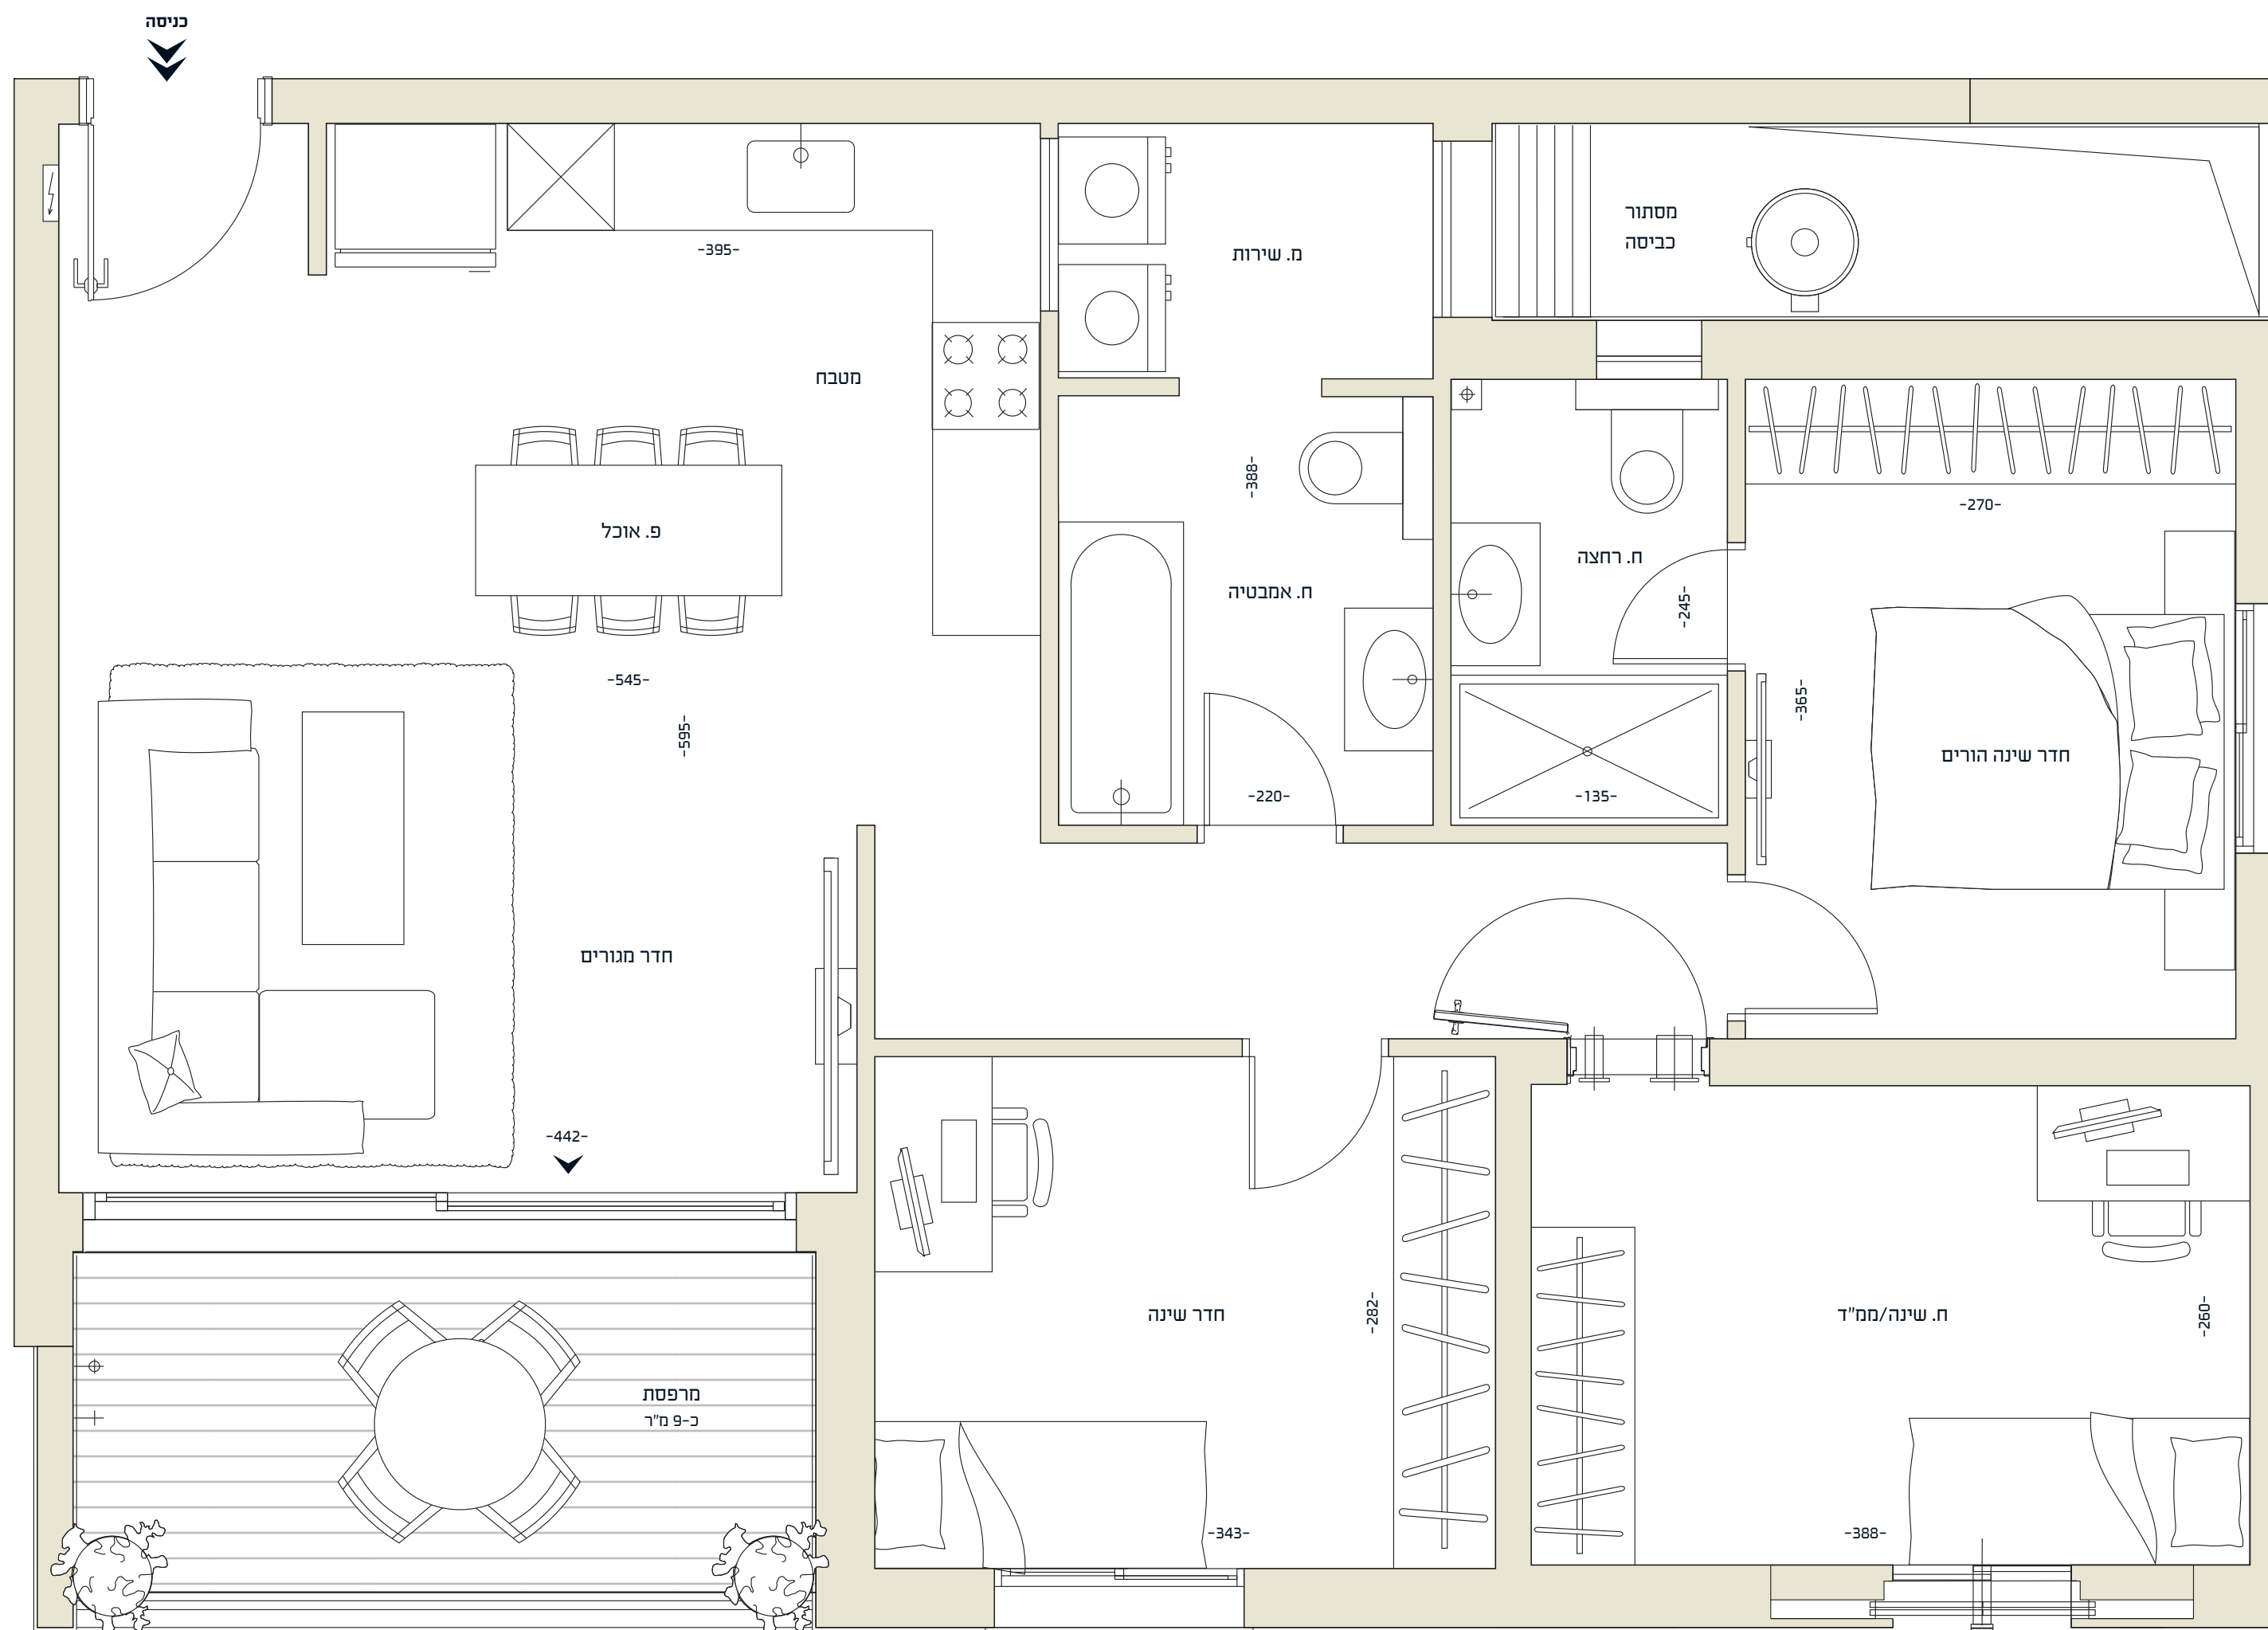 כניסה
מסתור
כביסה
מ. שירות
-395-
מטבח
-388-
-270-
פ. אוכל
ח. רחצה
ח. אמבטיה
-245-
-545-
-595-
-365-
חדר שינה הורים
-220-
-135-
חדר מגורים
-442-
חדר שינה
-282-
ח. שינה/ממ"ד
-260-
מרפסת
כ-9 מ"ר
-343-
-388-